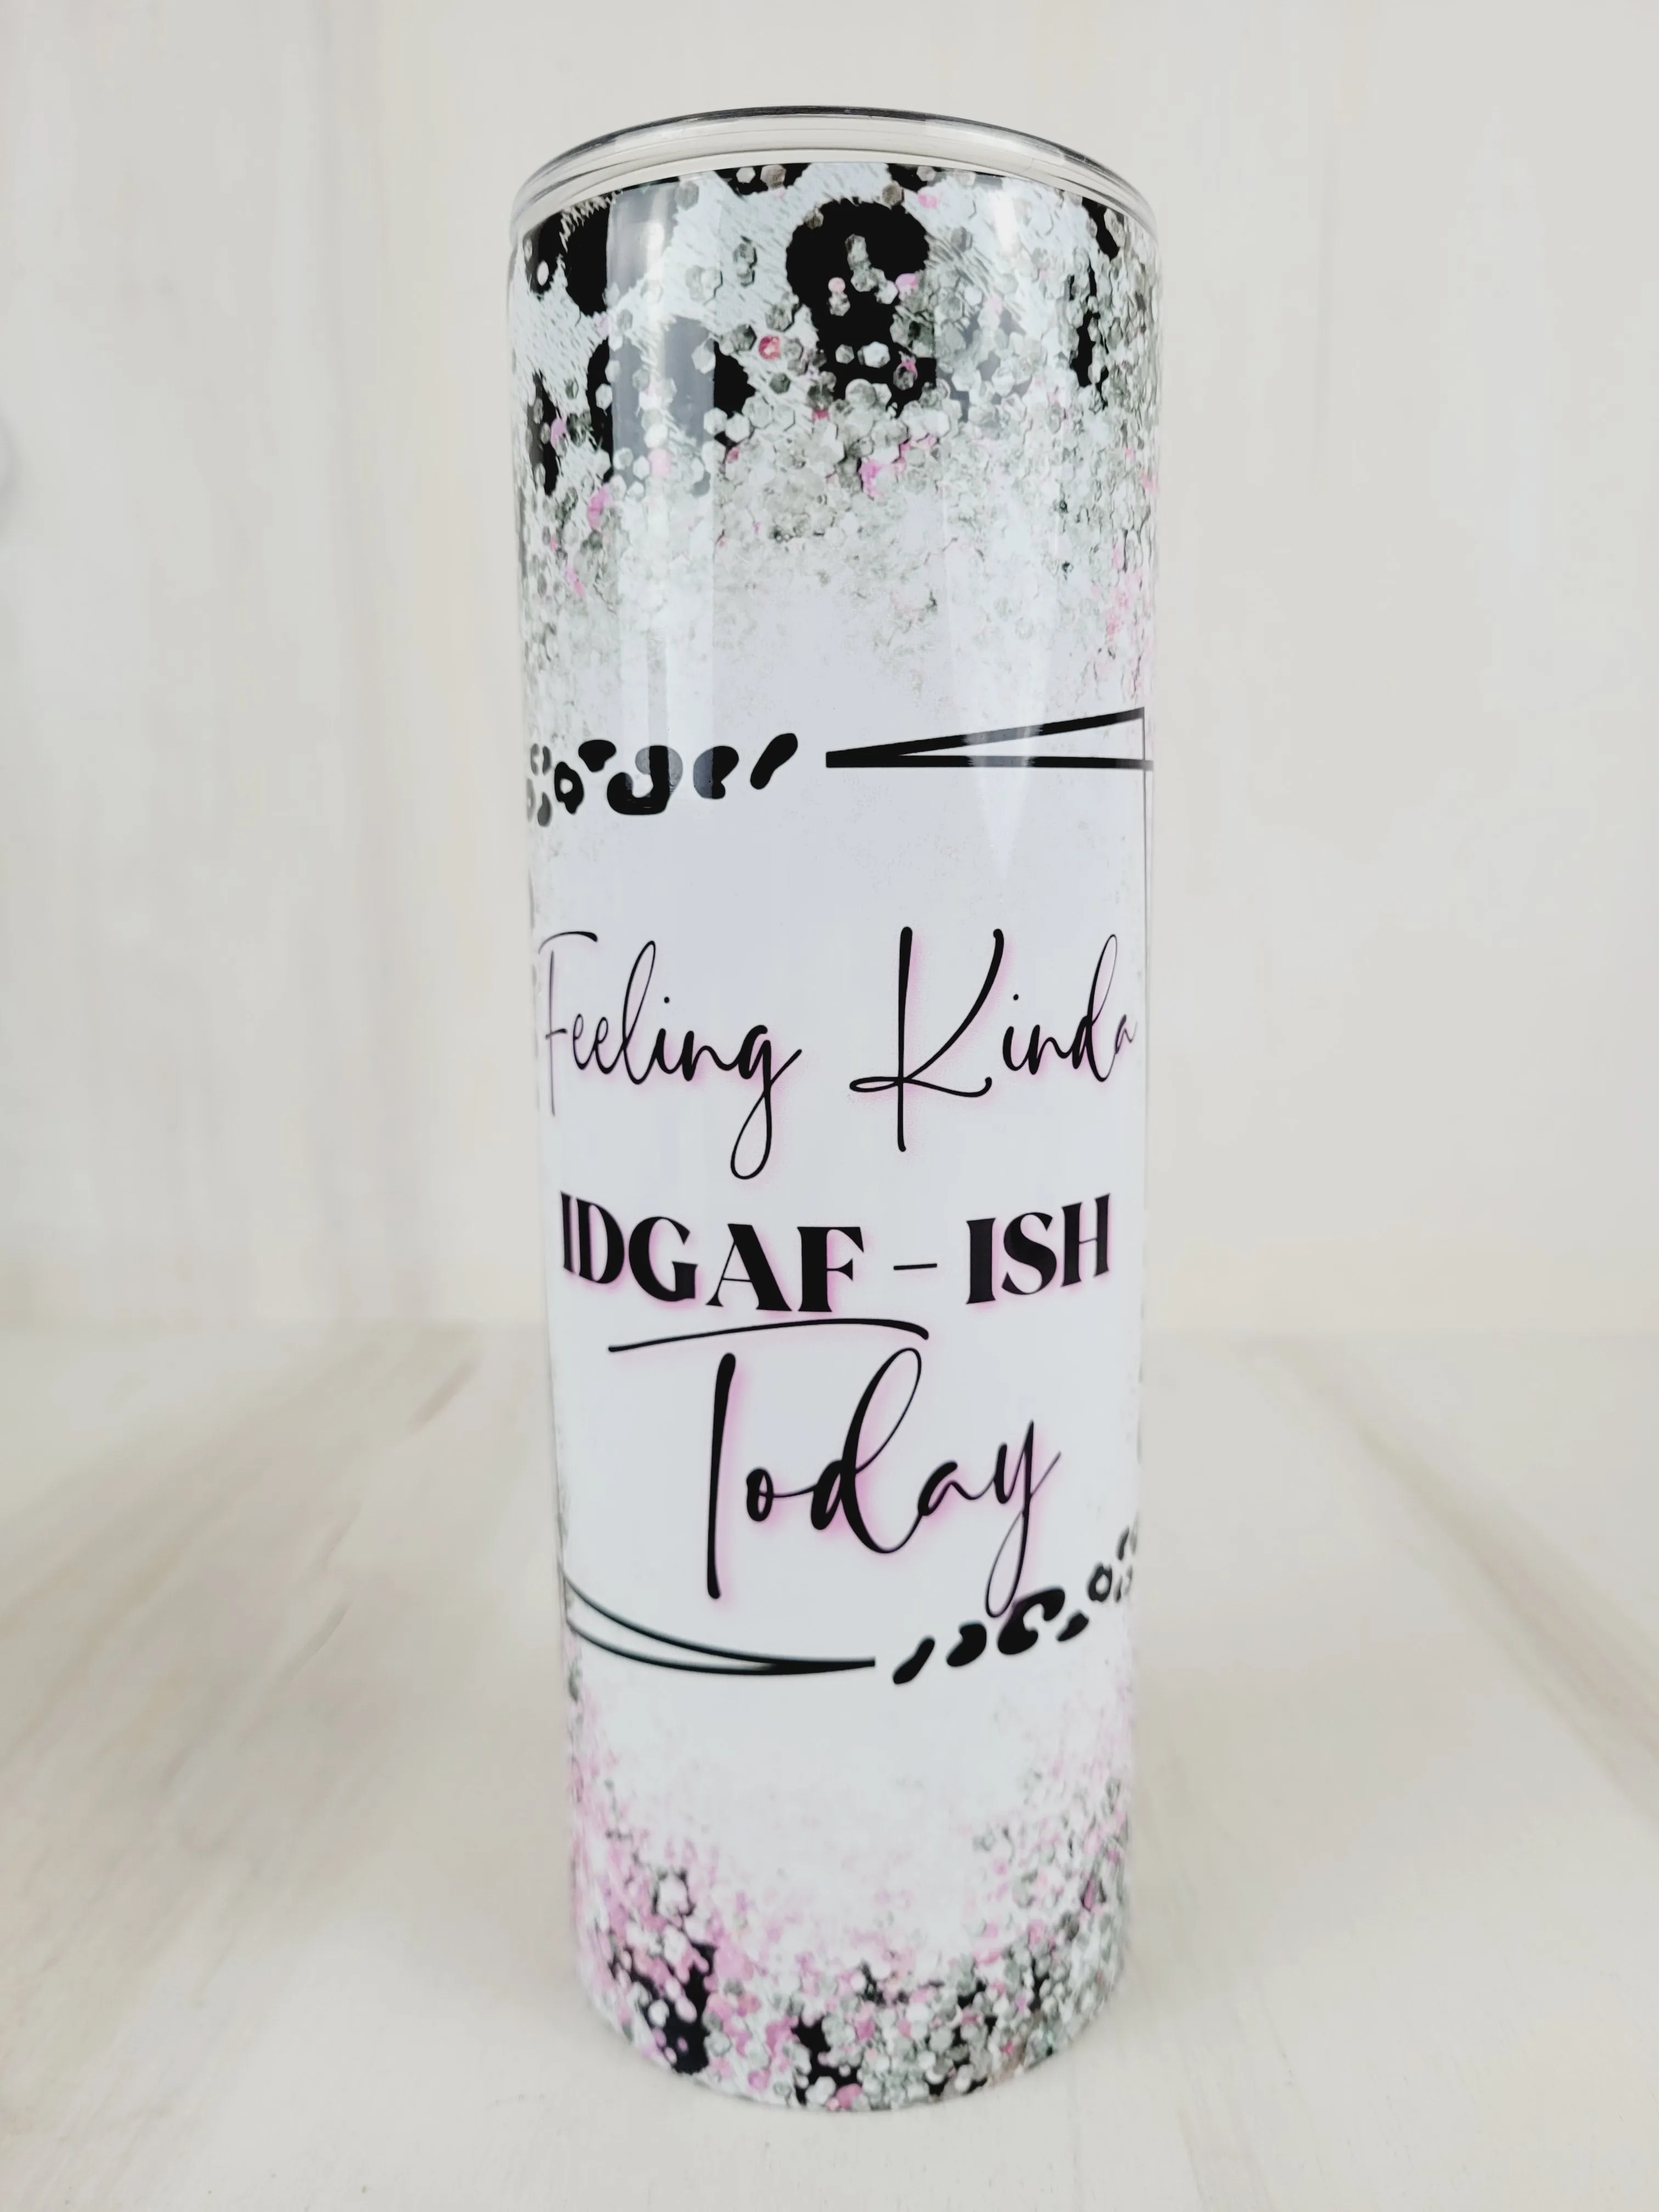 Feeling Kinda
IDGAF - ISH
Today